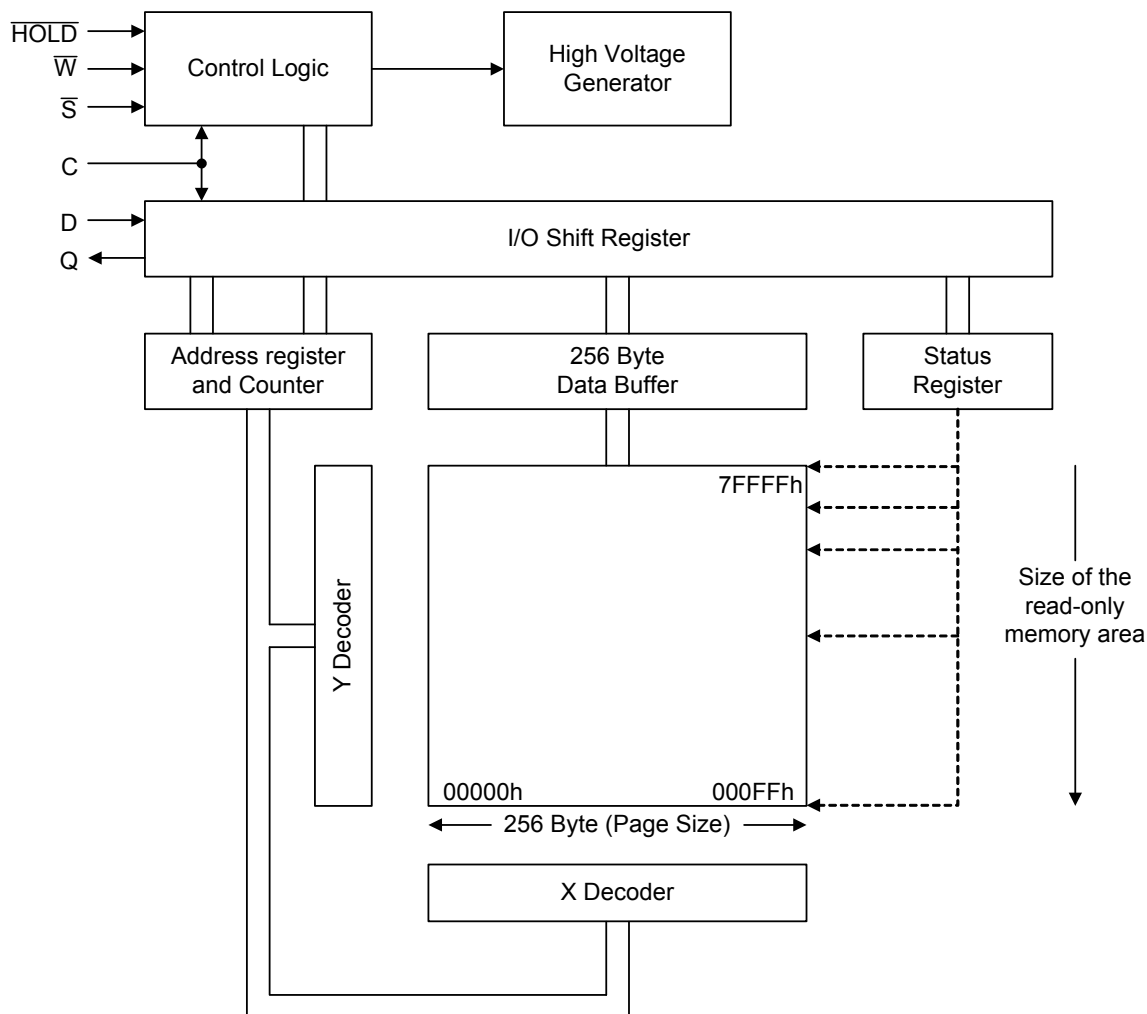 HOLD
W
S
C
D
Q
Control Logic
High Voltage
Generator
I/O Shift Register
Address register
and Counter
256 Byte
Data Buffer
Status
Register
7FFFFh
Y Decoder
Size of the
read-only
memory area
00000h
000FFh
256 Byte (Page Size)
X Decoder